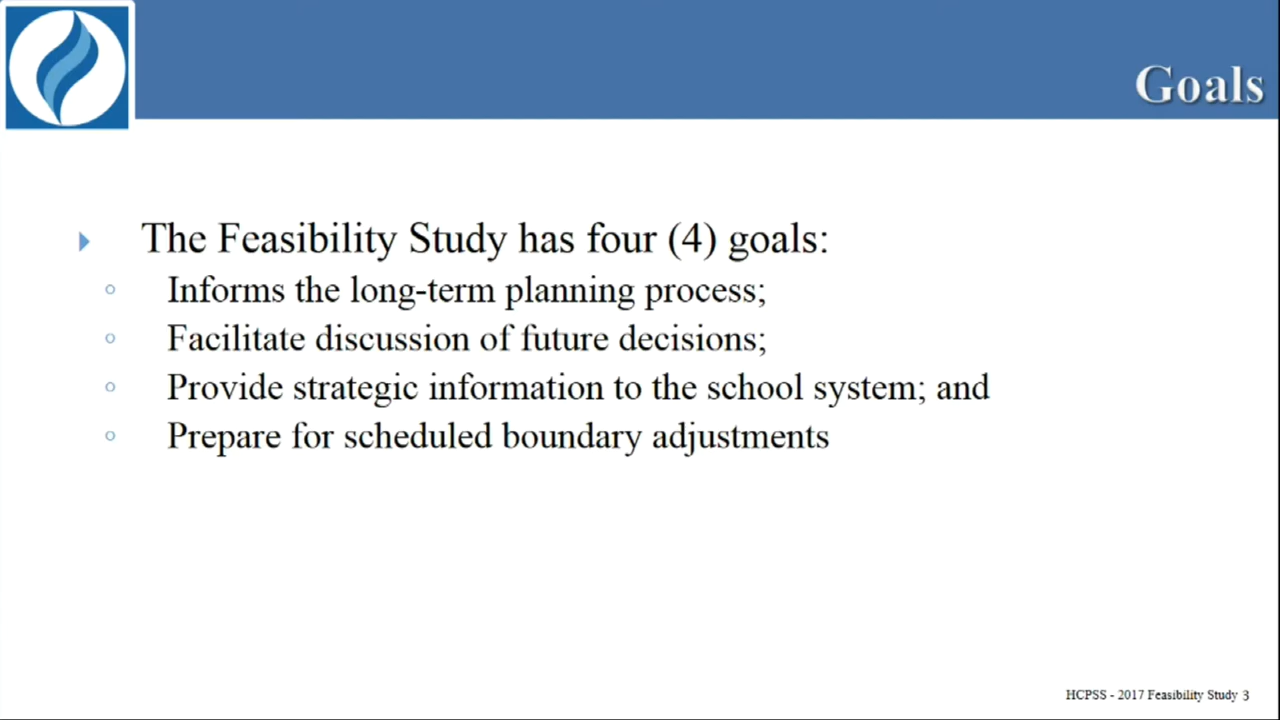 Goals
The Feasibility Study has four (4) goals:
Informs the long-term planning process;
Facilitate discussion of future decisions;
Provide strategic information to the school system; and
Prepare for scheduled boundary adjustments
HCPSS - 2017 Feasibility Study 3